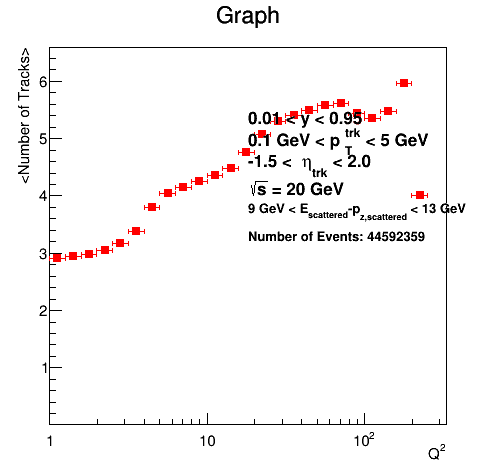 Graph
<Number of Tracks>
6
5
4
3
2
1
0.01 < y < 0.95
0.1 GeV < p_T^trk < 5 GeV
-1.5 < η_trk < 2.0
√s = 20 GeV
9 GeV < E_scattered-p_z,scattered < 13 GeV
Number of Events: 44592359
1
10
10²
Q²